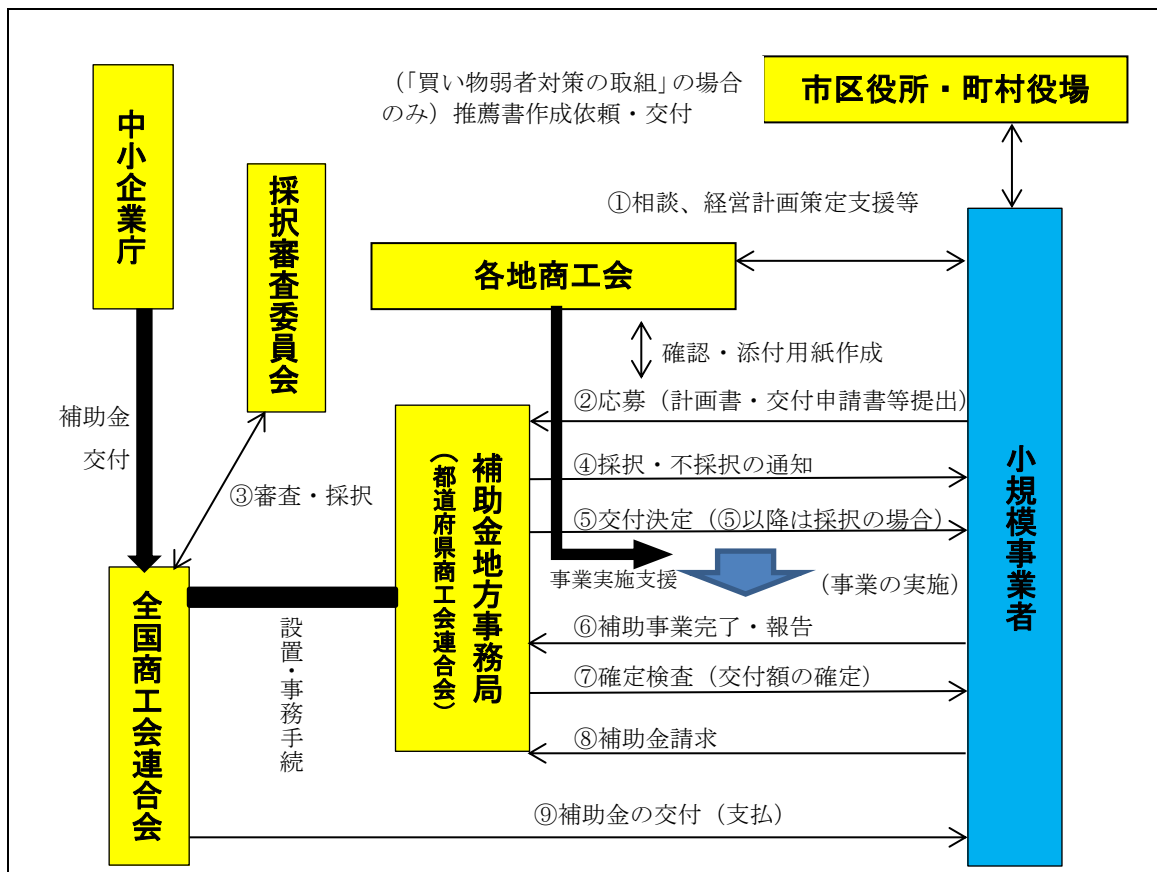 （「買い物弱者対策の取組」の場合
のみ）推薦書作成依頼・交付
市区役所・町村役場
中小企業庁
採択審査委員会
①相談、経営計画策定支援等
各地商工会
確認・添付用紙作成
補助金
交付
③審査・採択
②応募（計画書・交付申請書等提出）
④採択・不採択の通知
⑤交付決定（⑤以降は採択の場合）
事業実施支援
（事業の実施）
補助金地方事務局
（都道府県商工会連合会）
小規模事業者
全国商工会連合会
設置・事務手続
⑥補助事業完了・報告
⑦確定検査（交付額の確定）
⑧補助金請求
⑨補助金の交付（支払）